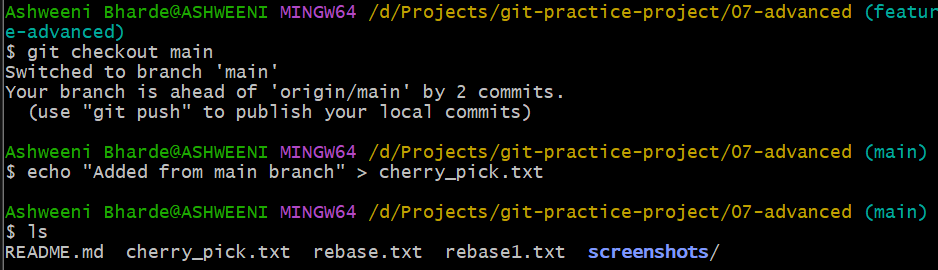 Ashweeni Bharde@ASHWEENI MINGW64 /d/Projects/git-practice-project/07-advanced (featur
e-advanced)
$ git checkout main
Switched to branch 'main'
Your branch is ahead of 'origin/main' by 2 commits.
  (use "git push" to publish your local commits)

Ashweeni Bharde@ASHWEENI MINGW64 /d/Projects/git-practice-project/07-advanced (main)
$ echo "Added from main branch" > cherry_pick.txt

Ashweeni Bharde@ASHWEENI MINGW64 /d/Projects/git-practice-project/07-advanced (main)
$ ls
README.md  cherry_pick.txt  rebase.txt  rebase1.txt  screenshots/